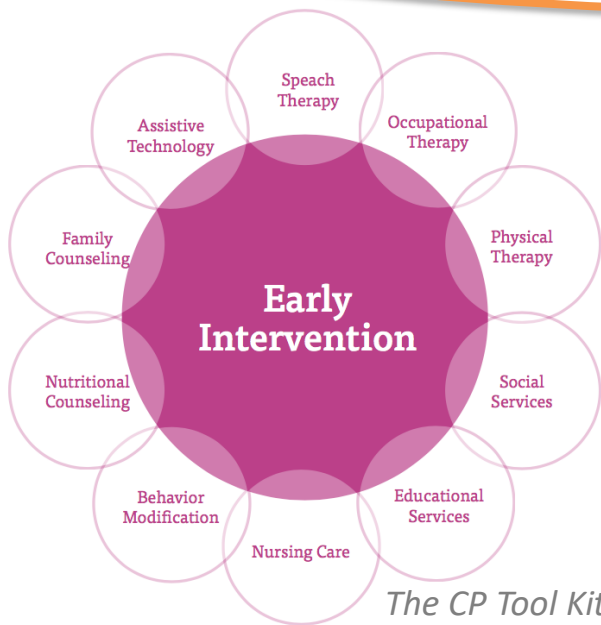 Speach
Therapy
Occupational
Therapy
Physical
Therapy
Social
Services
Educational
Services
Nursing Care
Behavior
Modification
Nutritional
Counseling
Family
Counseling
Assistive
Technology
Early
Intervention
The CP Tool Kit